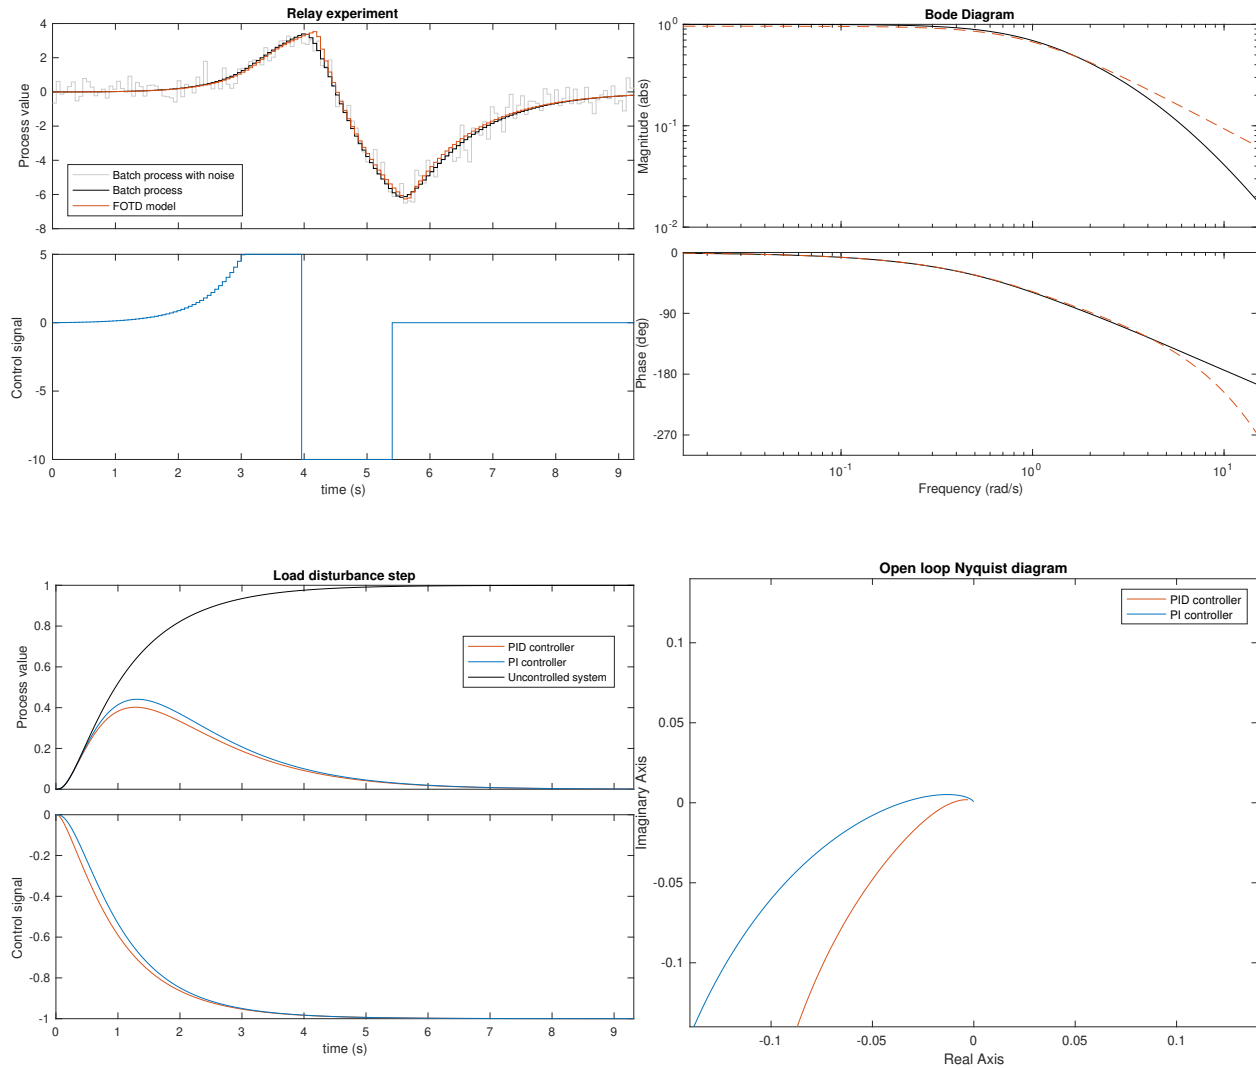 Relay experiment
4
2
0
-2
-4
-6
-8
Process value
Batch process with noise
Batch process
FOTD model
5
0
-5
-10
Control signal
0 1 2 3 4 5 6 7 8 9
time (s)
Bode Diagram
10^0
10^-1
10^-2
Magnitude (abs)
0
-90
-180
-270
Phase (deg)
10^-1 10^0 10^1
Frequency (rad/s)
Load disturbance step
1
0.8
0.6
0.4
0.2
0
Process value
PID controller
PI controller
Uncontrolled system
0
-0.2
-0.4
-0.6
-0.8
-1
Control signal
0 1 2 3 4 5 6 7 8 9
time (s)
Open loop Nyquist diagram
PID controller
PI controller
0.1
0.05
0
-0.05
-0.1
Imaginary Axis
-0.1 -0.05 0 0.05 0.1
Real Axis